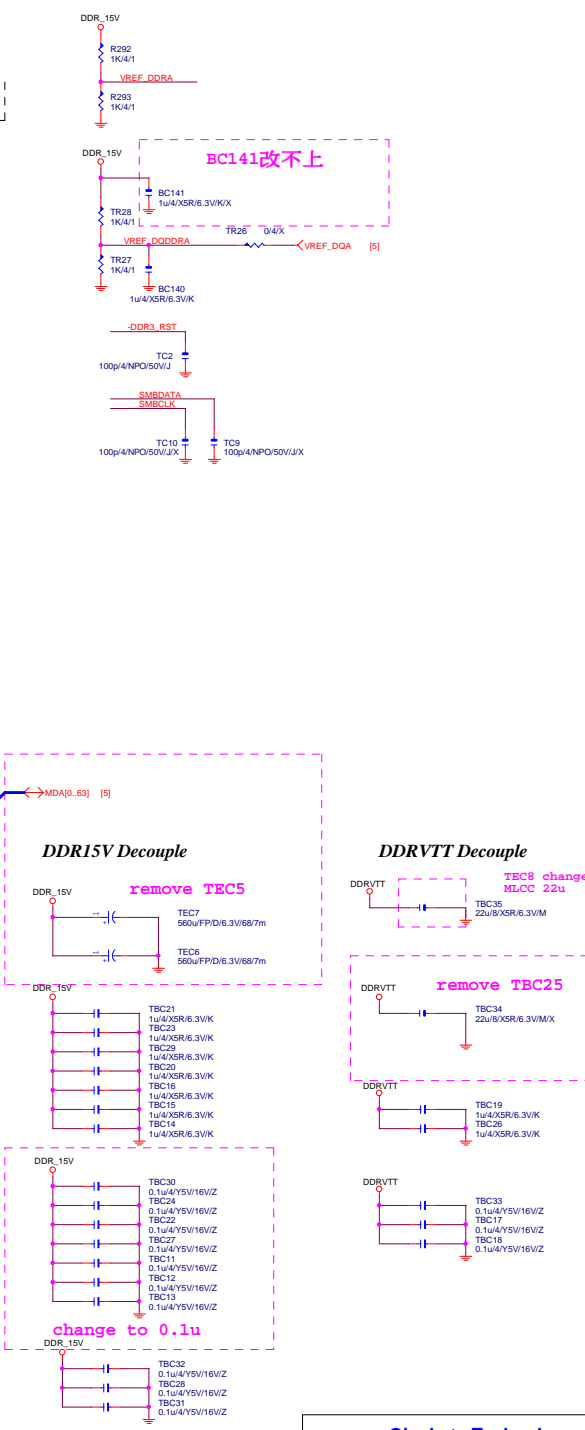 DDR_15V
R292
1K/4/1
VREF_DDRA
R293
1K/4/1
DDR_15V
BC141改不上
BC141
1u/4/X5R/6.3V/K/X
TR28
1K/4/1
TR26 0/4/X
VREF_DQDDRA
VREF_DQA [5]
TR27
1K/4/1
BC140
1u/4/X5R/6.3V/K
-DDR3_RST
TC2
100p/4/NPO/50V/J
SMBDATA
SMBCLK
TC10
100p/4/NPO/50V/J/X
TC9
100p/4/NPO/50V/J/X
MDA[0..63] [5]
DDR15V Decouple
remove TEC5
DDR_15V
1
+
TEC7
560u/FP/D/6.3V/68/7m
1
+
TEC6
560u/FP/D/6.3V/68/7m
DDR_15V
TBC21
1u/4/X5R/6.3V/K
TBC23
1u/4/X5R/6.3V/K
TBC29
1u/4/X5R/6.3V/K
TBC20
1u/4/X5R/6.3V/K
TBC16
1u/4/X5R/6.3V/K
TBC15
1u/4/X5R/6.3V/K
TBC14
1u/4/X5R/6.3V/K
DDR_15V
TBC30
0.1u/4/Y5V/16V/Z
TBC24
0.1u/4/Y5V/16V/Z
TBC22
0.1u/4/Y5V/16V/Z
TBC27
0.1u/4/Y5V/16V/Z
TBC11
0.1u/4/Y5V/16V/Z
TBC12
0.1u/4/Y5V/16V/Z
TBC13
0.1u/4/Y5V/16V/Z
change to 0.1u
DDR_15V
TBC32
0.1u/4/Y5V/16V/Z
TBC28
0.1u/4/Y5V/16V/Z
TBC31
0.1u/4/Y5V/16V/Z
DDRVTT Decouple
DDRVTT
TEC8 change
MLCC 22u
TBC35
22u/8/X5R/6.3V/M
remove TBC25
DDRVTT
TBC34
22u/8/X5R/6.3V/M/X
DDRVTT
TBC19
1u/4/X5R/6.3V/K
TBC26
1u/4/X5R/6.3V/K
DDRVTT
TBC33
0.1u/4/Y5V/16V/Z
TBC17
0.1u/4/Y5V/16V/Z
TBC18
0.1u/4/Y5V/16V/Z